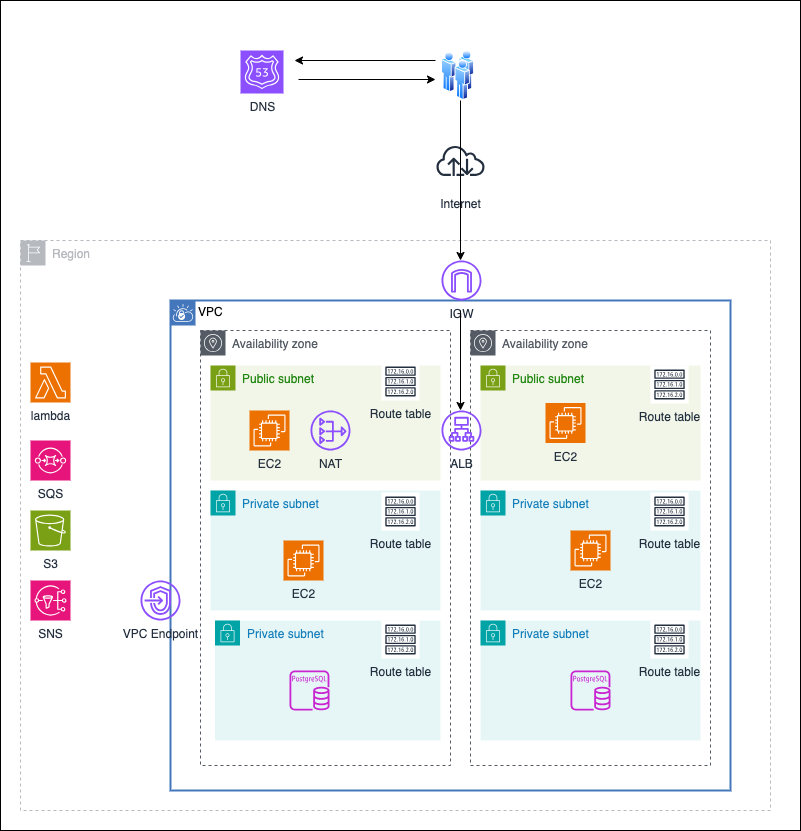 53
DNS
Internet
Region
IGW
VPC
Availability zone
Availability zone
Public subnet
172.16.0.0
172.16.1.0
172.16.2.0
Route table
EC2
NAT
ALB
Public subnet
172.16.0.0
172.16.1.0
172.16.2.0
Route table
EC2
lambda
SQS
S3
SNS
VPC Endpoint
Private subnet
172.16.0.0
172.16.1.0
172.16.2.0
Route table
EC2
Private subnet
172.16.0.0
172.16.1.0
172.16.2.0
Route table
EC2
Private subnet
172.16.0.0
172.16.1.0
172.16.2.0
Route table
PostgreSQL
Private subnet
172.16.0.0
172.16.1.0
172.16.2.0
Route table
PostgreSQL